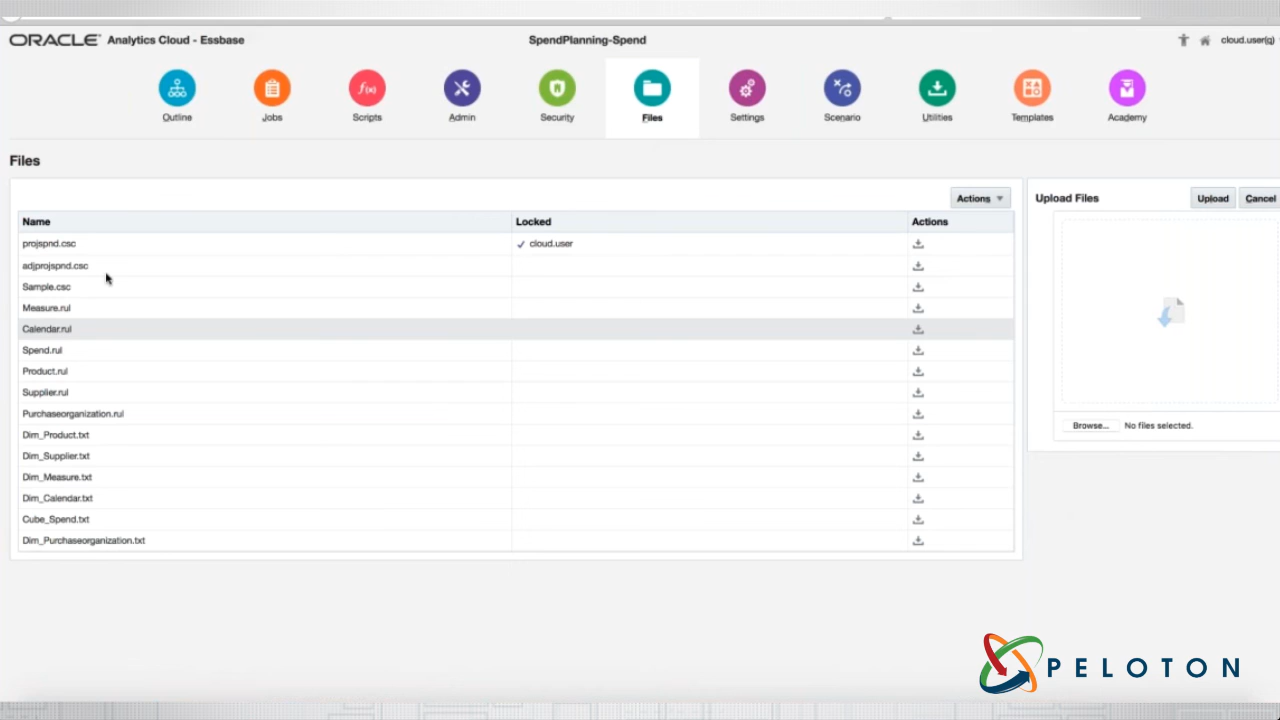 ORACLE Analytics Cloud - Essbase
SpendPlanning-Spend
cloud.user(g)
Outline
Jobs
f(x)
Scripts
Admin
Security
Files
Settings
Scenario
Utilities
Templates
Academy
Files
Actions
Name Locked Actions
projspnd.csc cloud.user
adjprojspnd.csc
Sample.csc
Measure.rul
Calendar.rul
Spend.rul
Product.rul
Supplier.rul
Purchaseorganization.rul
Dim_Product.txt
Dim_Supplier.txt
Dim_Measure.txt
Dim_Calendar.txt
Cube_Spend.txt
Dim_Purchaseorganization.txt
Upload Files Upload Cancel
Browse... No files selected.
PELOTON